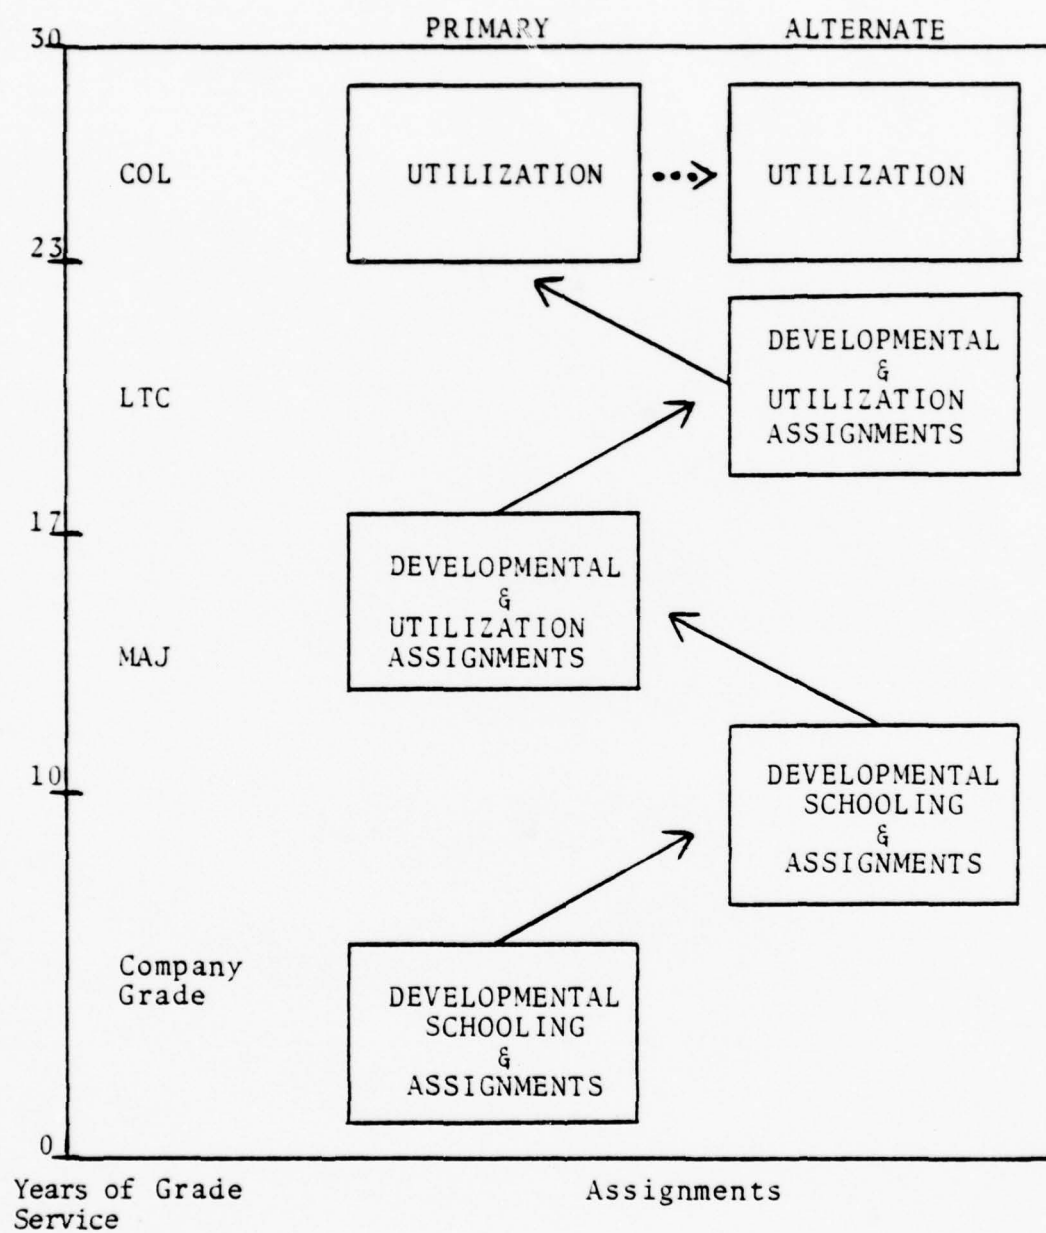 PRIMARY ALTERNATE
30
COL
UTILIZATION
UTILIZATION
23
DEVELOPMENTAL
&
UTILIZATION
ASSIGNMENTS
LTC
17
DEVELOPMENTAL
&
UTILIZATION
ASSIGNMENTS
MAJ
10
DEVELOPMENTAL
SCHOOLING
&
ASSIGNMENTS
Company
Grade
DEVELOPMENTAL
SCHOOLING
&
ASSIGNMENTS
0
Years of Grade
Service
Assignments